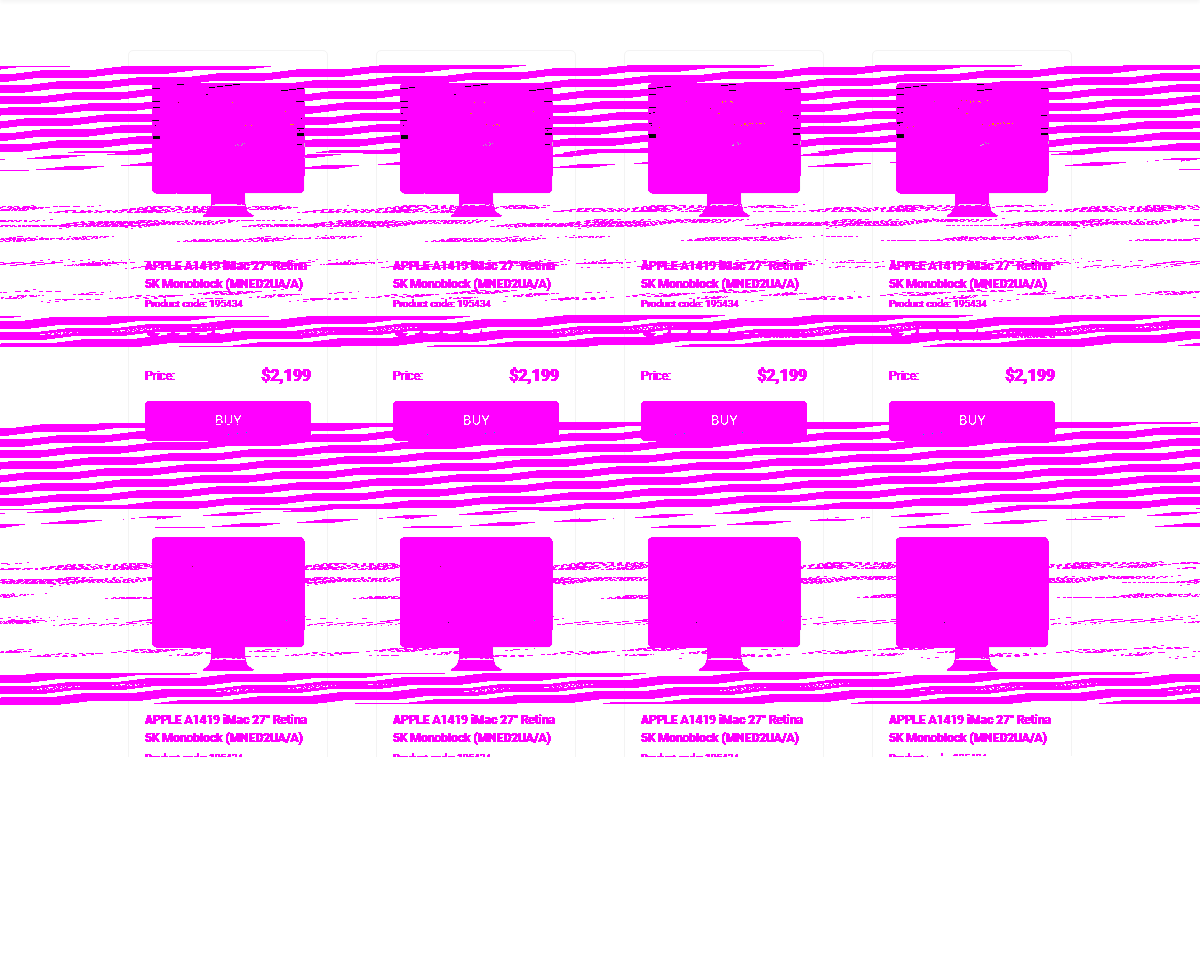 APPLE A1419 iMac 27" Retina APPLE A1419 iMac 27" Retina APPLE A1419 iMac 27" Retina APPLE A1419 iMac 27" Retina
5K Monoblock (MNED2UA/A) 5K Monoblock (MNED2UA/A) 5K Monoblock (MNED2UA/A) 5K Monoblock (MNED2UA/A)
Product code: 195434 Product code: 195434 Product code: 195434 Product code: 195434
Price: $2,199 Price: $2,199 Price: $2,199 Price: $2,199
BUY BUY BUY BUY
APPLE A1419 iMac 27" Retina APPLE A1419 iMac 27" Retina APPLE A1419 iMac 27" Retina APPLE A1419 iMac 27" Retina
5K Monoblock (MNED2UA/A) 5K Monoblock (MNED2UA/A) 5K Monoblock (MNED2UA/A) 5K Monoblock (MNED2UA/A)